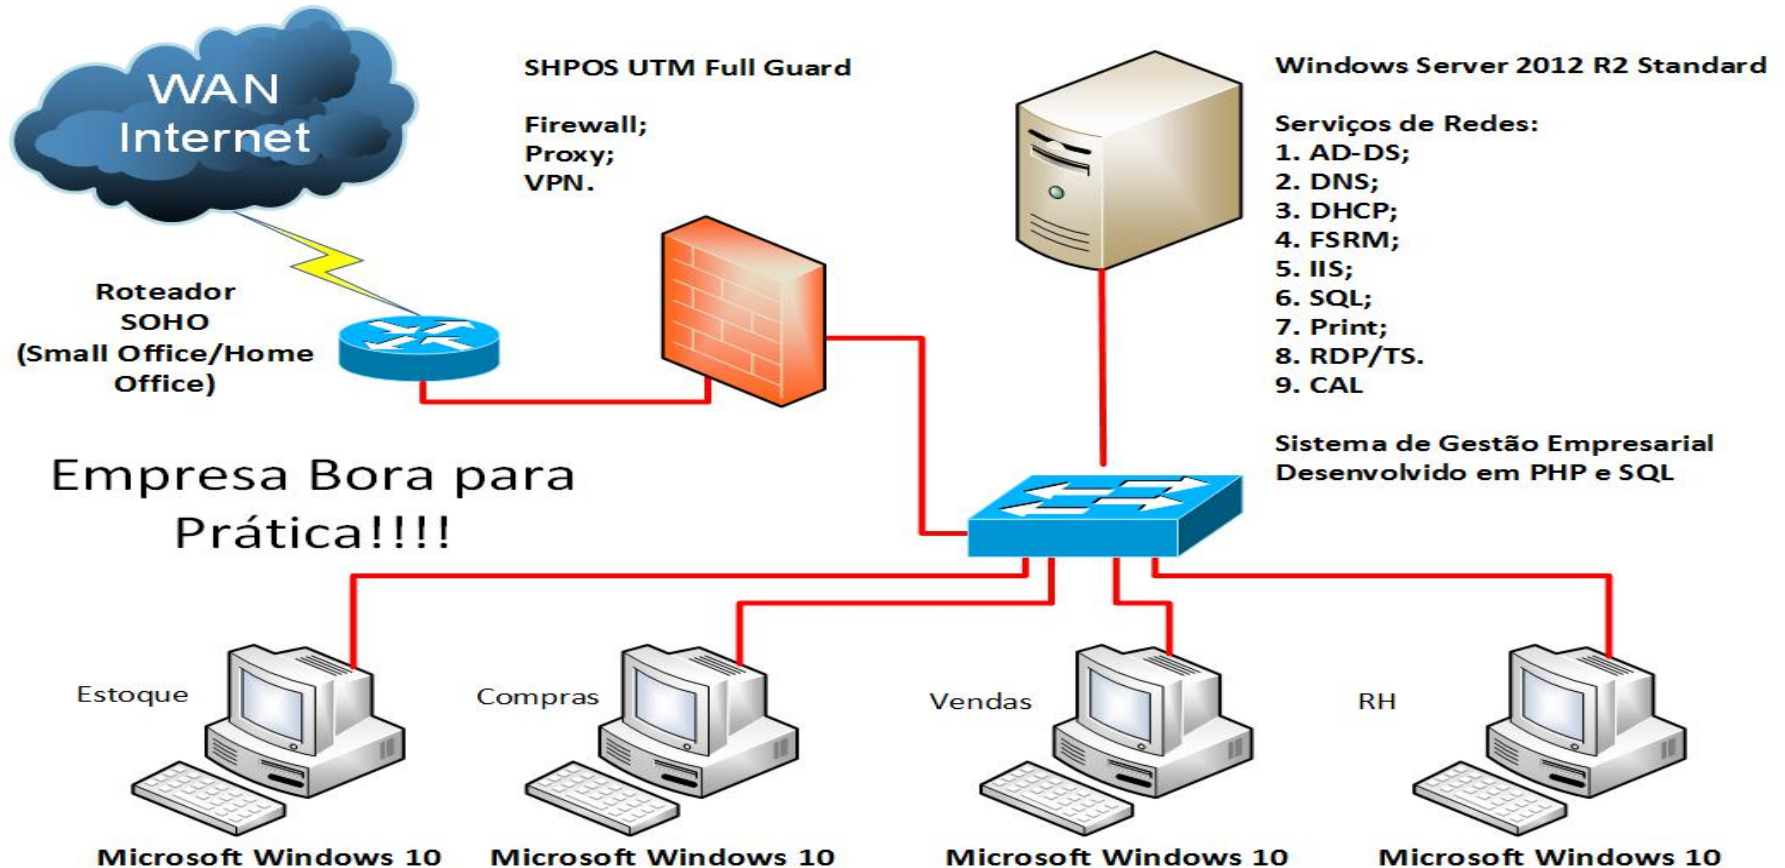 WAN
Internet
SHPOS UTM Full Guard
Firewall;
Proxy;
VPN.
Windows Server 2012 R2 Standard
Serviços de Redes:
1. AD-DS;
2. DNS;
3. DHCP;
4. FSRM;
5. IIS;
6. SQL;
7. Print;
8. RDP/TS.
9. CAL
Sistema de Gestão Empresarial
Desenvolvido em PHP e SQL
Roteador
SOHO
(Small Office/Home
Office)
Empresa Bora para
Prática!!!!
Estoque
Compras
Vendas
RH
Microsoft Windows 10
Microsoft Windows 10
Microsoft Windows 10
Microsoft Windows 10